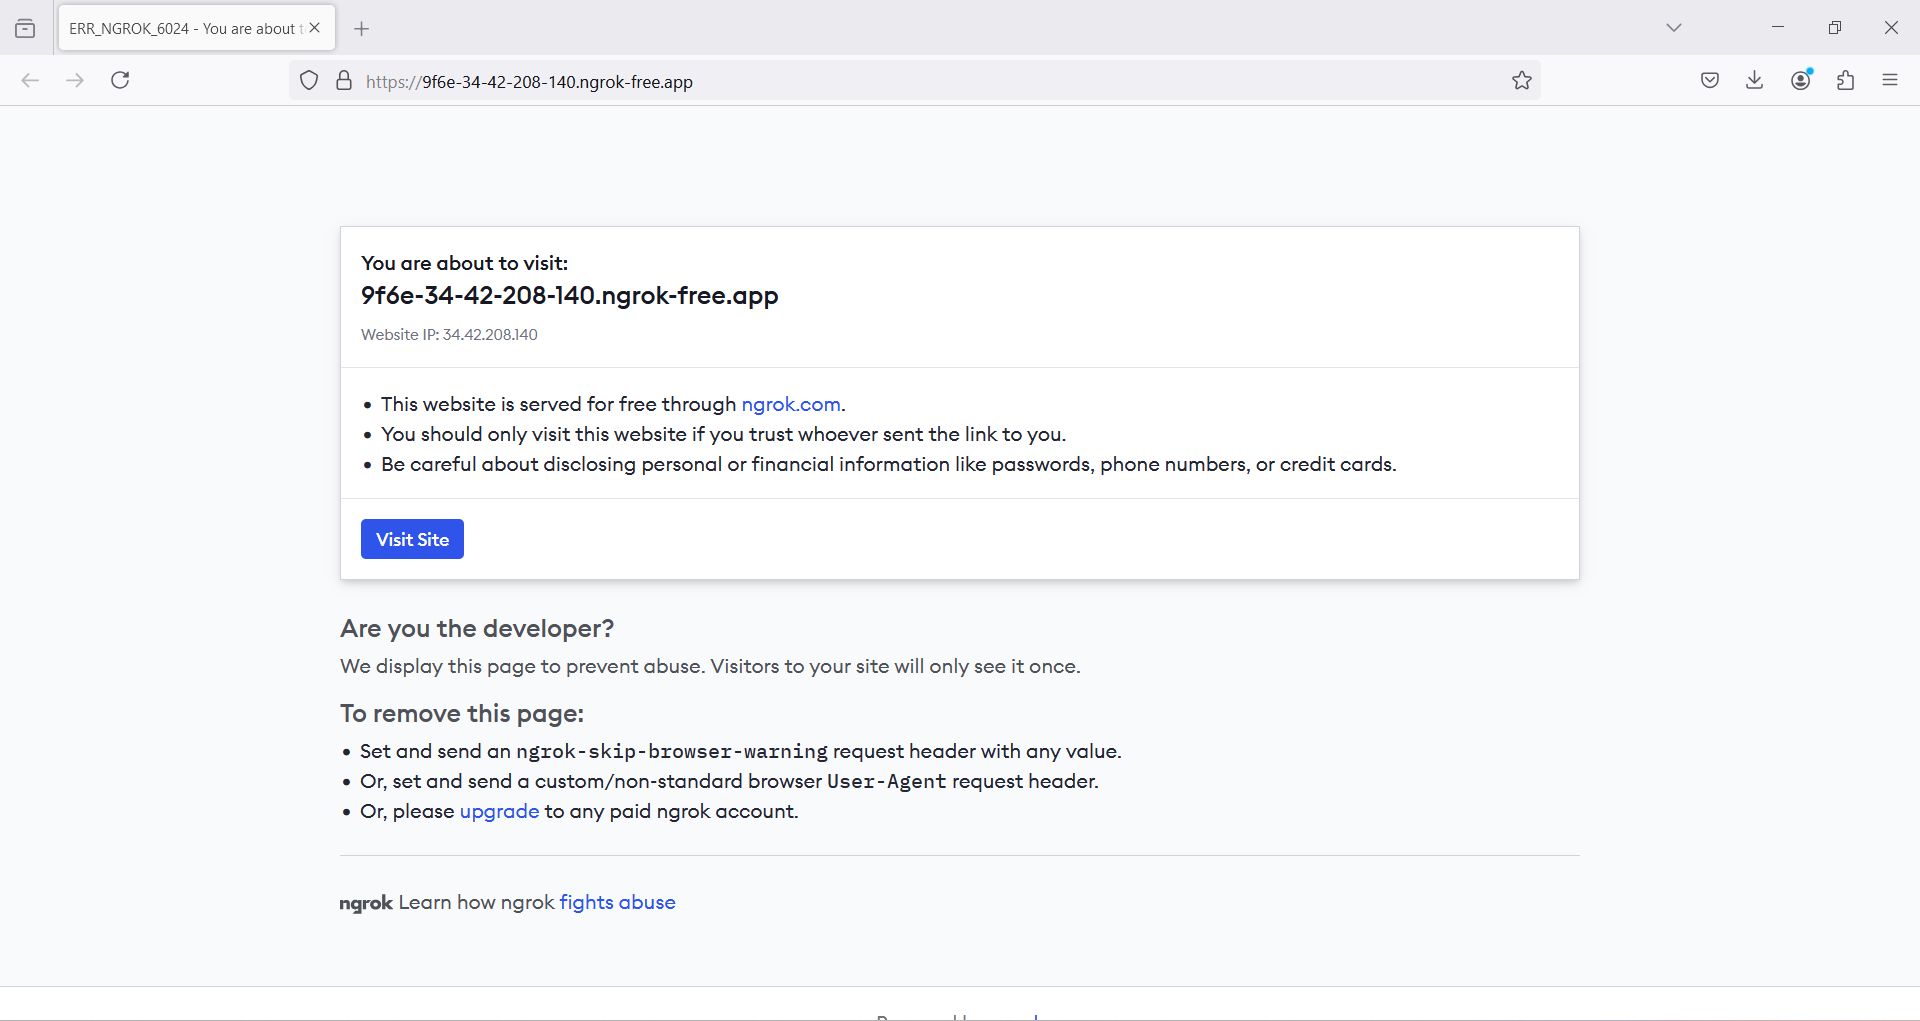 ERR_NGROK_6024 - You are about t
https://9f6e-34-42-208-140.ngrok-free.app
You are about to visit:
9f6e-34-42-208-140.ngrok-free.app
Website IP: 34.42.208.140
• This website is served for free through ngrok.com.
• You should only visit this website if you trust whoever sent the link to you.
• Be careful about disclosing personal or financial information like passwords, phone numbers, or credit cards.
Visit Site
Are you the developer?
We display this page to prevent abuse. Visitors to your site will only see it once.
To remove this page:
• Set and send an ngrok-skip-browser-warning request header with any value.
• Or, set and send a custom/non-standard browser User-Agent request header.
• Or, please upgrade to any paid ngrok account.
ngrok Learn how ngrok fights abuse